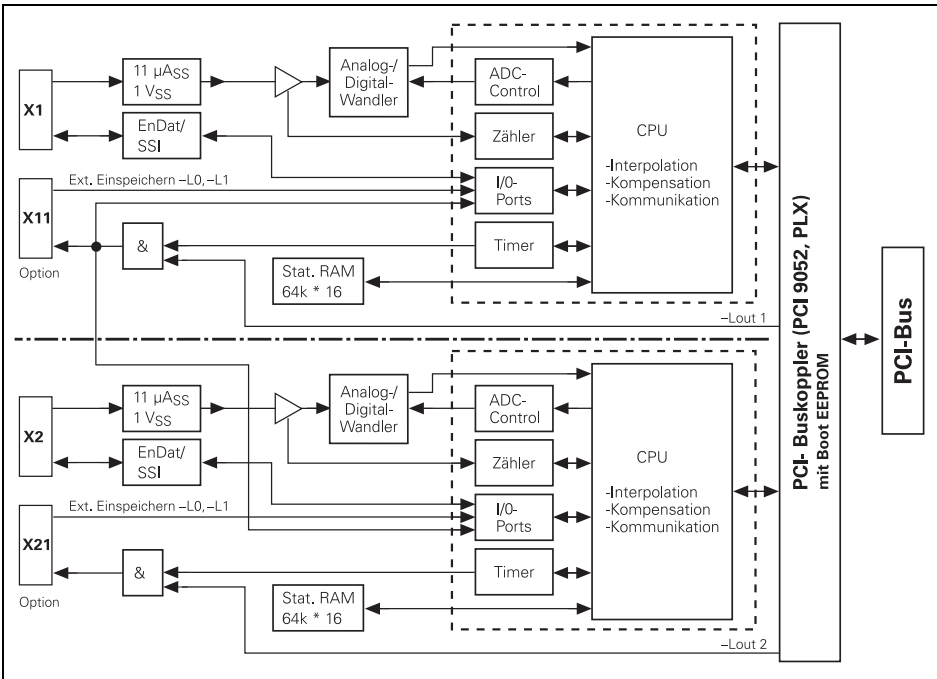 X1
11 µASS
1 VSS
Analog-/
Digital-
Wandler
ADC-
Control
CPU
-Interpolation
-Kompensation
-Kommunikation
EnDat/
SSI
Zähler
Ext. Einspeichern –L0,–L1
I/0-
Ports
X11
Option
&
Timer
Stat. RAM
64k * 16
–Lout 1
X2
11 µASS
1 VSS
Analog-/
Digital-
Wandler
ADC-
Control
CPU
-Interpolation
-Kompensation
-Kommunikation
EnDat/
SSI
Zähler
Ext. Einspeichern –L0,–L1
I/0-
Ports
X21
Option
&
Timer
Stat. RAM
64k * 16
–Lout 2
PCI- Buskoppler (PCI 9052, PLX)
mit Boot EEPROM
PCI-Bus